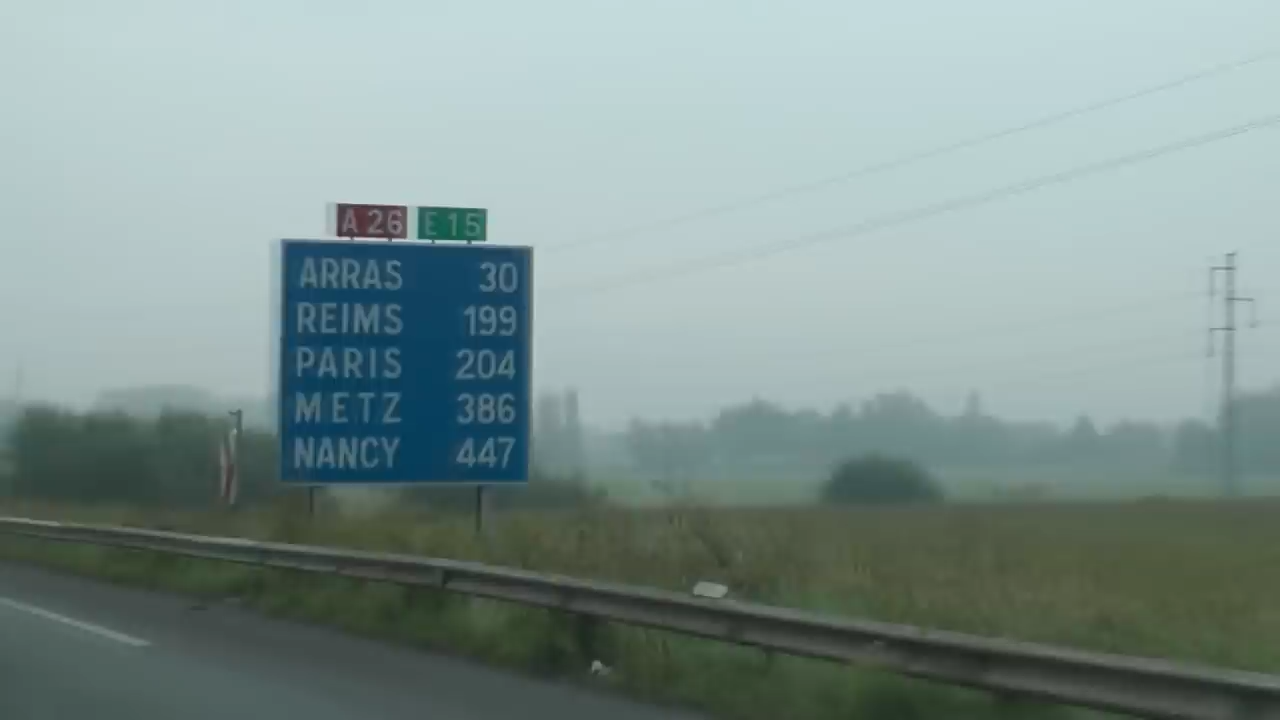 A 26 E 15
ARRAS 30
REIMS 199
PARIS 204
METZ 386
NANCY 447